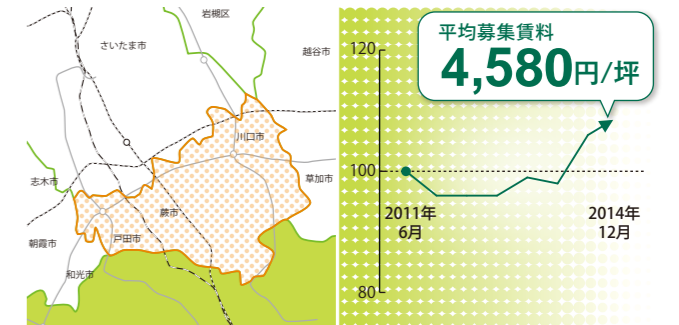 岩槻区
さいたま市
越谷市
川口市
志木市
草加市
蕨市
戸田市
朝霞市
和光市
平均募集賃料
4,580円/坪
120
100
80
2011年
6月
2014年
12月